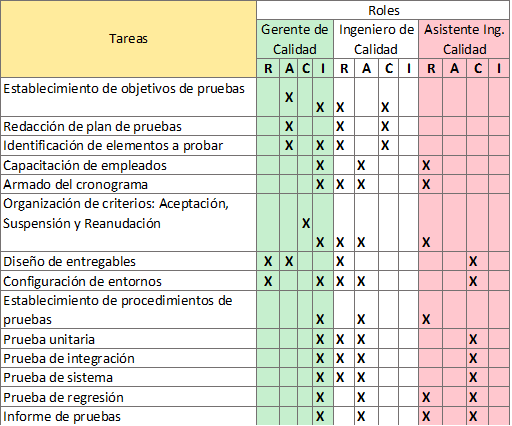 Tareas
Roles
Gerente de Calidad
Ingeniero de Calidad
Asistente Ing. Calidad
R A C I R A C I R A C I
Establecimiento de objetivos de pruebas X X X X
Redacción de plan de pruebas X X X
Identificación de elementos a probar X X X X
Capacitación de empleados X X X
Armado del cronograma X X X X
Organización de criterios: Aceptación,
Suspensión y Reanudación X X X X X
Diseño de entregables X X X X
Configuración de entornos X X X X X
Establecimiento de procedimientos de
pruebas X X X
Prueba unitaria X X X X
Prueba de integración X X X X
Prueba de sistema X X X X
Prueba de regresión X X X X
Informe de pruebas X X X X